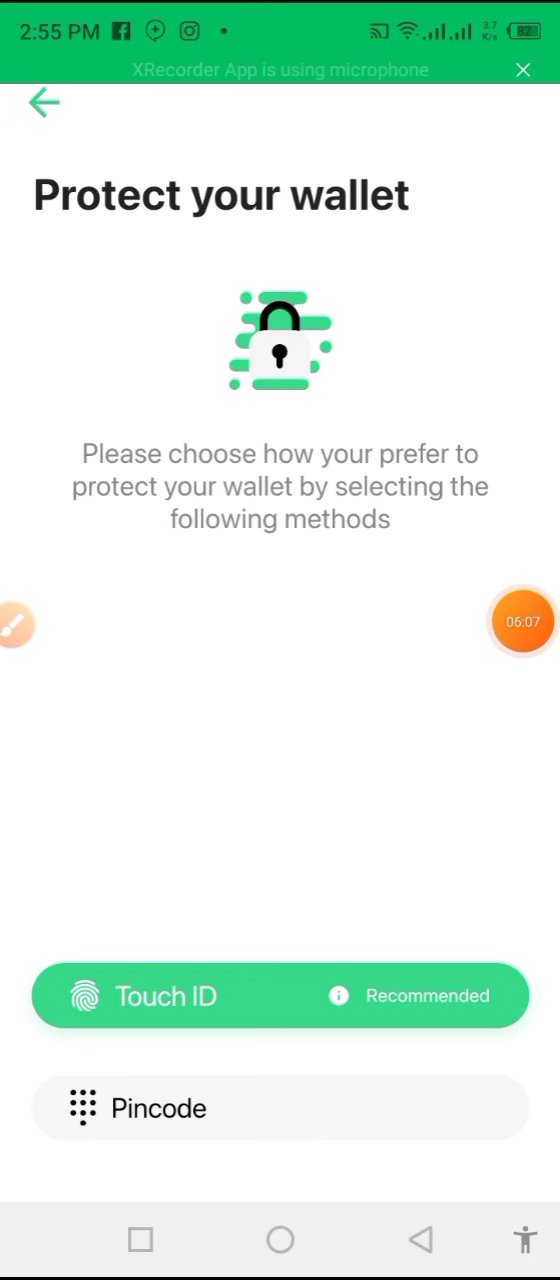 2:55 PM 3.7 K/s 82
XRecorder App is using microphone
Protect your wallet
Please choose how your prefer to
protect your wallet by selecting the
following methods
06:07
Touch ID Recommended
Pincode